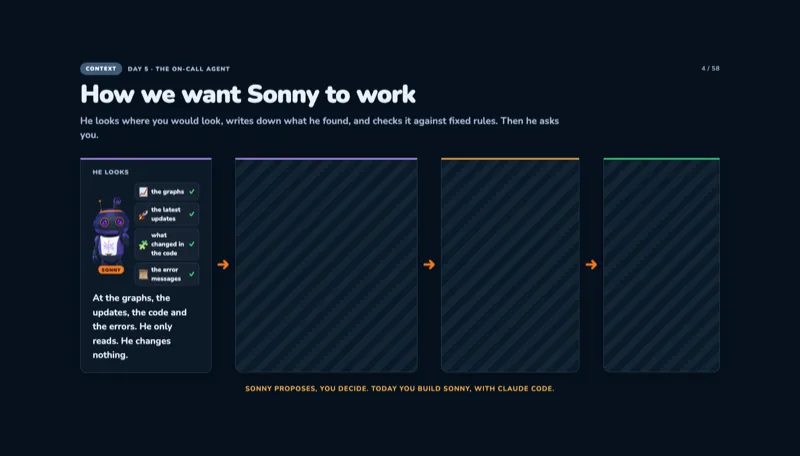 CONTEXT DAY 5 · THE ON-CALL AGENT
4 / 58
How we want Sonny to work
He looks where you would look, writes down what he found, and checks it against fixed rules. Then he asks
you.
HE LOOKS
the graphs
the latest
updates
what
changed in
the code
the error
messages
SONNY
At the graphs, the
updates, the code and
the errors. He only
reads. He changes
nothing.
SONNY PROPOSES, YOU DECIDE. TODAY YOU BUILD SONNY, WITH CLAUDE CODE.